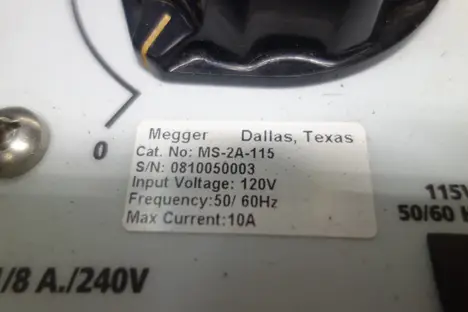 0
Megger Dallas, Texas
Cat. No: MS-2A-115
S/N: 0810050003
Input Voltage: 120V
Frequency:50/ 60Hz
Max Current:10A
115V
50/60 H
/8 A./240V